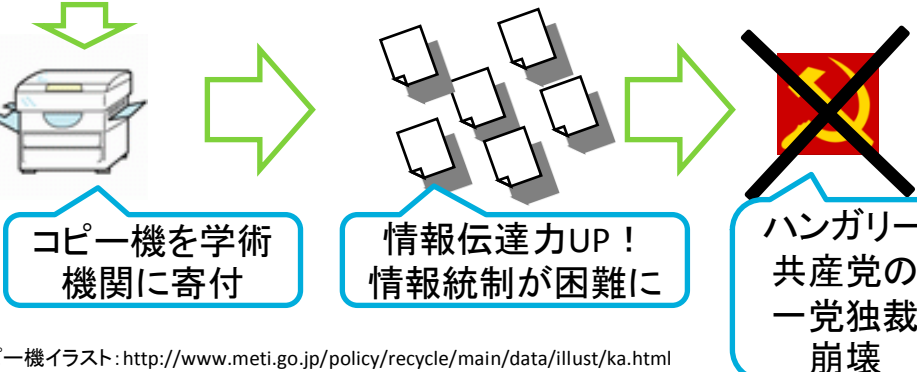 コピー機を学術
機関に寄付
情報伝達力UP！
情報統制が困難に
ハンガリー
共産党の
一党独裁
崩壊
ピー機イラスト：http://www.meti.go.jp/policy/recycle/main/data/illust/ka.html